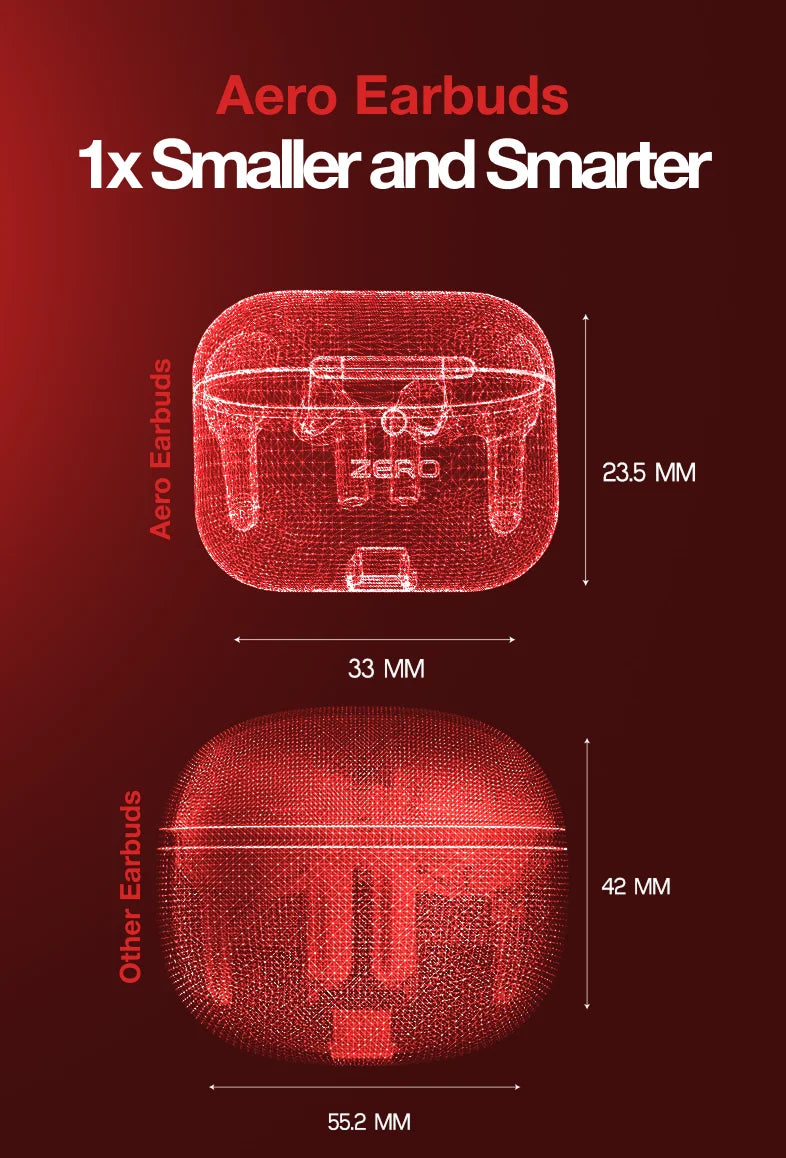 Aero Earbuds
1x Smaller and Smarter
Aero Earbuds
ZERO
23.5 MM
33 MM
Other Earbuds
42 MM
55.2 MM